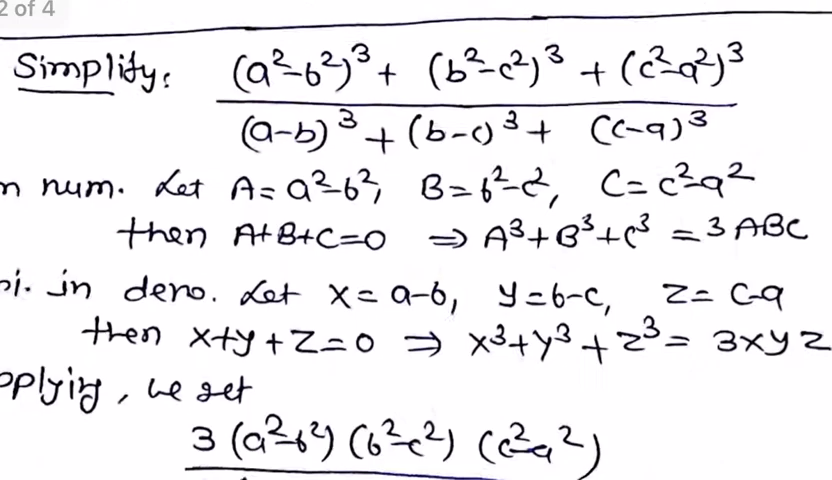 2 of 4
Simplify: (a²-b²)³ + (b²-c²)³ + (c²-a²)³
(a-b)³ + (b-c)³ + (c-a)³
num. Let A = a²-b², B = b²-c², C = c²-a²
then A+B+C=0 ⇒ A³+B³+C³ = 3ABC
in deno. Let x = a-b, y = b-c, z = c-a
then x+y+z=0 ⇒ x³+y³+z³ = 3xyz
, we get
3 (a²-b²) (b²-c²) (c²-a²)